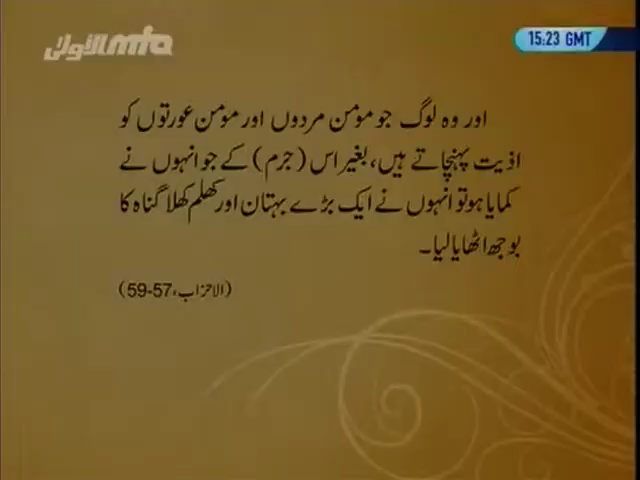 mta الأولى
15:23 GMT
اور وہ لوگ جو مومن مردوں اور مومن عورتوں کو
اذیت پہنچاتے ہیں، بغیر اس (جرم) کے جو انہوں نے
کمایا ہو تو انہوں نے ایک بڑے بہتان اور کھلم کھلا گناہ کا
بوجھ اٹھایا لیا۔
(الاحزاب، 57-59)